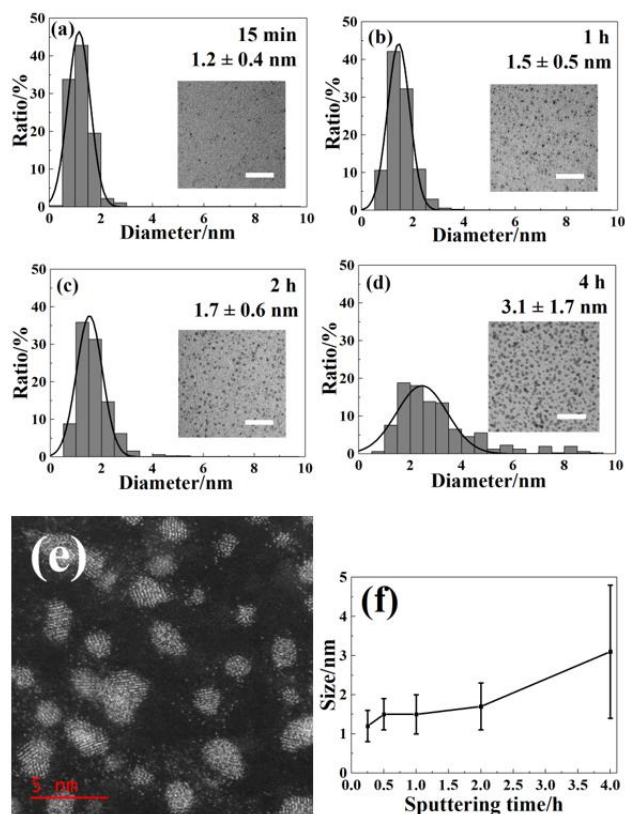 (a)
15 min
1.2 ± 0.4 nm
Ratio/%
50
40
30
20
10
0
0 2 4 6 8 10
Diameter/nm
(b)
1 h
1.5 ± 0.5 nm
Ratio/%
50
40
30
20
10
0
0 2 4 6 8 10
Diameter/nm
(c)
2 h
1.7 ± 0.6 nm
Ratio/%
50
40
30
20
10
0
0 2 4 6 8 10
Diameter/nm
(d)
4 h
3.1 ± 1.7 nm
Ratio/%
50
40
30
20
10
0
0 2 4 6 8 10
Diameter/nm
(e)
5 nm
(f)
Size/nm
5
4
3
2
1
0
0.0 0.5 1.0 1.5 2.0 2.5 3.0 3.5 4.0
Sputtering time/h